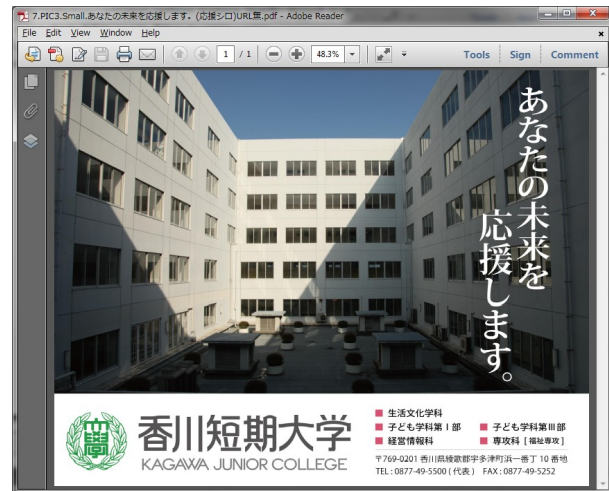 7.PIC3.Small.あなたの未来を応援します。(応援シロ)URL無.pdf - Adobe Reader
File Edit View Window Help
1 / 1 48.3% Tools Sign Comment
あなたの未来を
応援します。
香川短期大学
KAGAWA JUNIOR COLLEGE
■ 生活文化学科
■ 子ども学科第Ⅰ部 ■ 子ども学科第Ⅲ部
■ 経営情報科 ■ 専攻科 [福祉専攻]
〒769-0201 香川県綾歌郡宇多津町浜一番丁 10 番地
TEL : 0877-49-5500 (代表) FAX : 0877-49-5252